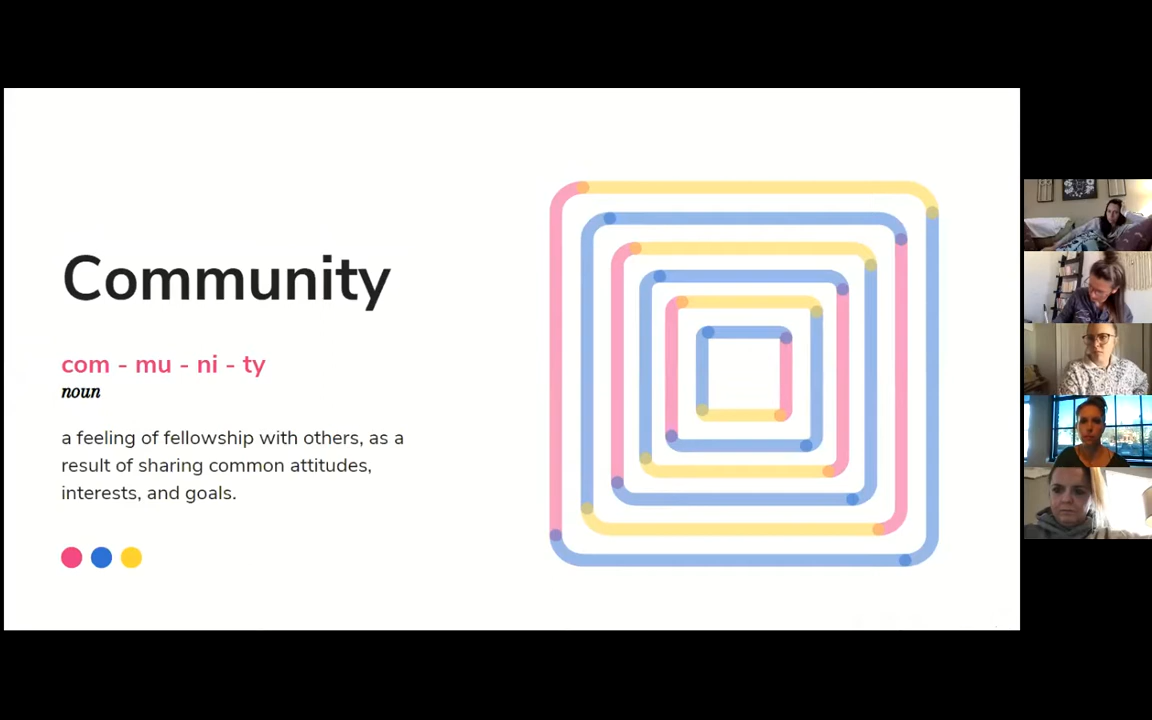 Community
com - mu - ni - ty
noun
a feeling of fellowship with others, as a
result of sharing common attitudes,
interests, and goals.